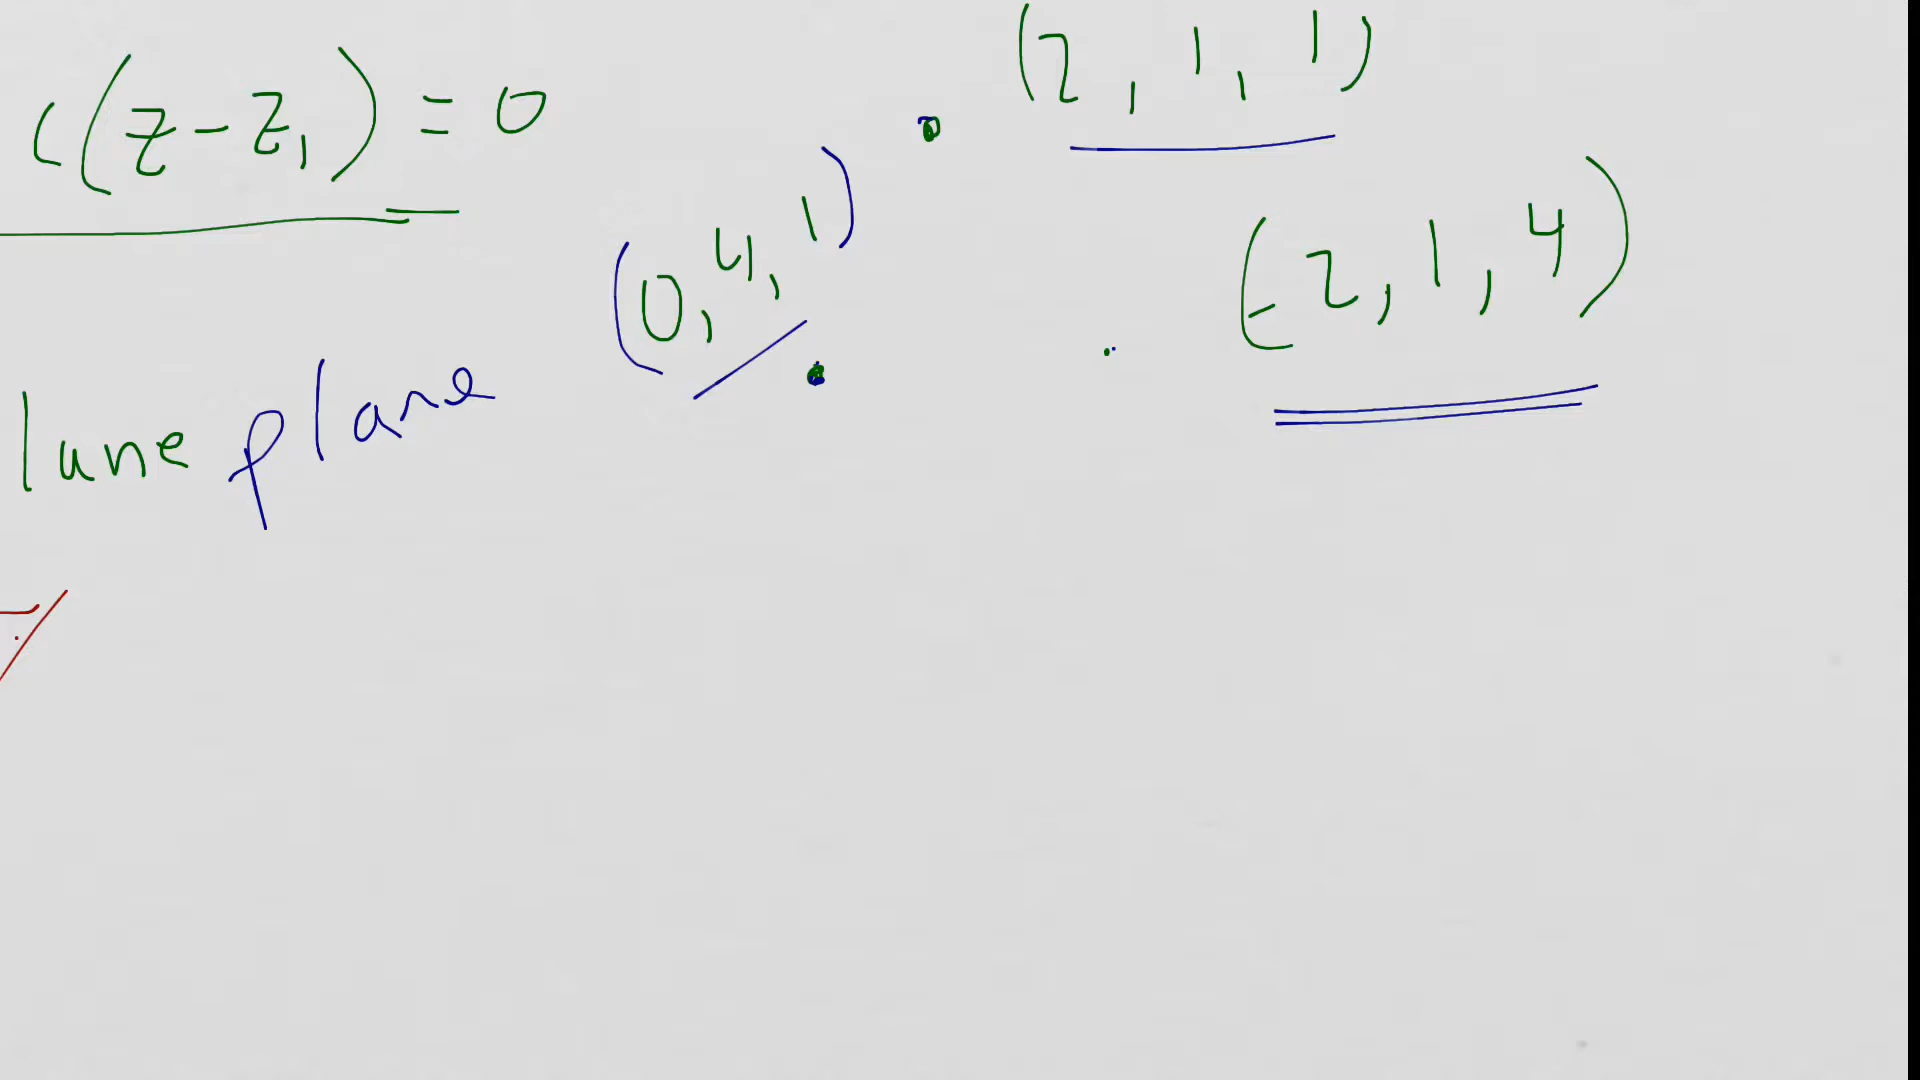 (2, 1, 1)
c(z-z₁) = 0
(0, 4, 1)
(-2, 1, 4)
lane plane